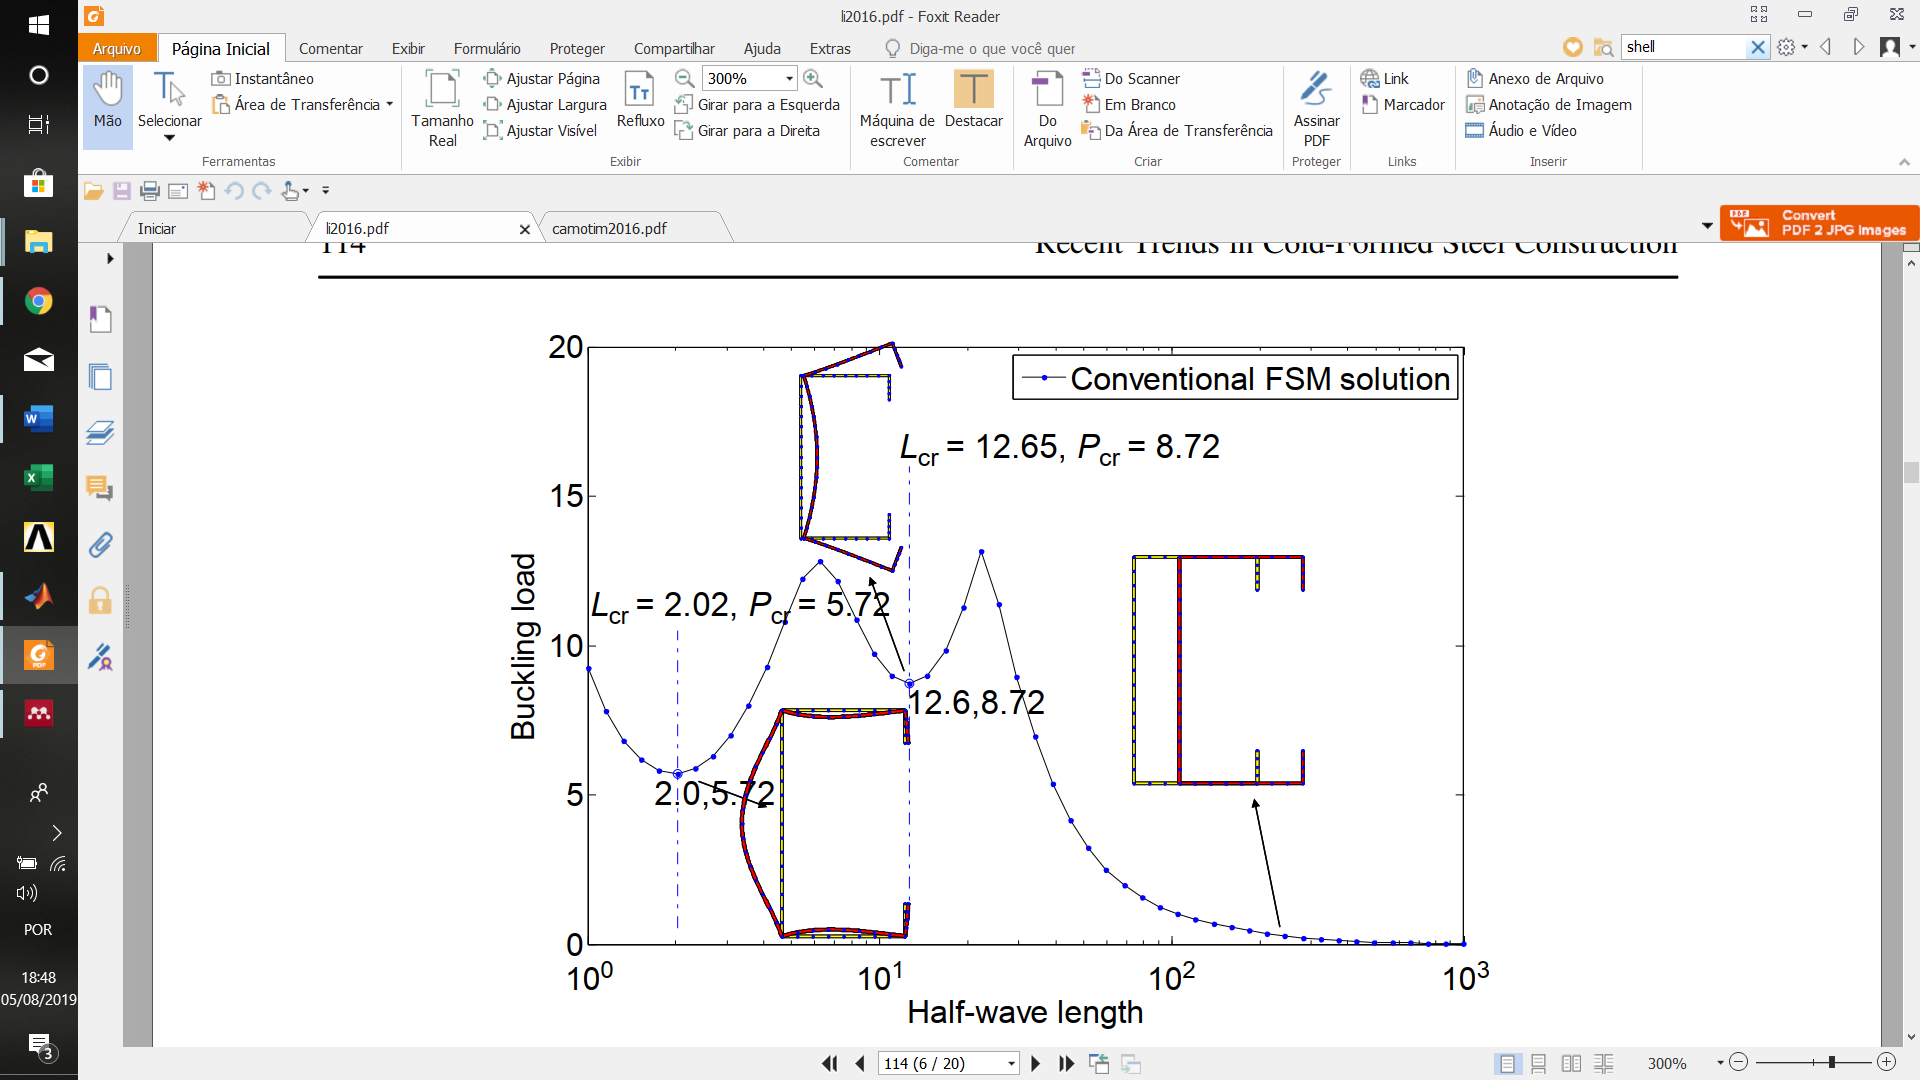 li2016.pdf - Foxit Reader
Arquivo Página Inicial Comentar Exibir Formulário Proteger Compartilhar Ajuda Extras Diga-me o que você quer shell
Mão
Selecionar
Instantâneo
Área de Transferência
Ferramentas
Tamanho Real
Ajustar Página
Ajustar Largura
Ajustar Visível
Refluxo
300%
Girar para a Esquerda
Girar para a Direita
Exibir
Máquina de escrever
Destacar
Comentar
Do Arquivo
Do Scanner
Em Branco
Da Área de Transferência
Criar
Assinar PDF
Proteger
Link
Marcador
Links
Anexo de Arquivo
Anotação de Imagem
Áudio e Vídeo
Inserir
Iniciar li2016.pdf camotim2016.pdf
Convert
PDF 2 JPG Images
114 Recent Trends in Cold-Formed Steel Construction
20
Conventional FSM solution
Lcr = 12.65, Pcr = 8.72
15
Lcr = 2.02, Pcr = 5.72
10
12.6,8.72
Buckling load
2.0,5.72
5
0
10^0 10^1 10^2 10^3
Half-wave length
POR
18:48
05/08/2019
3
114 (6 / 20)
300%